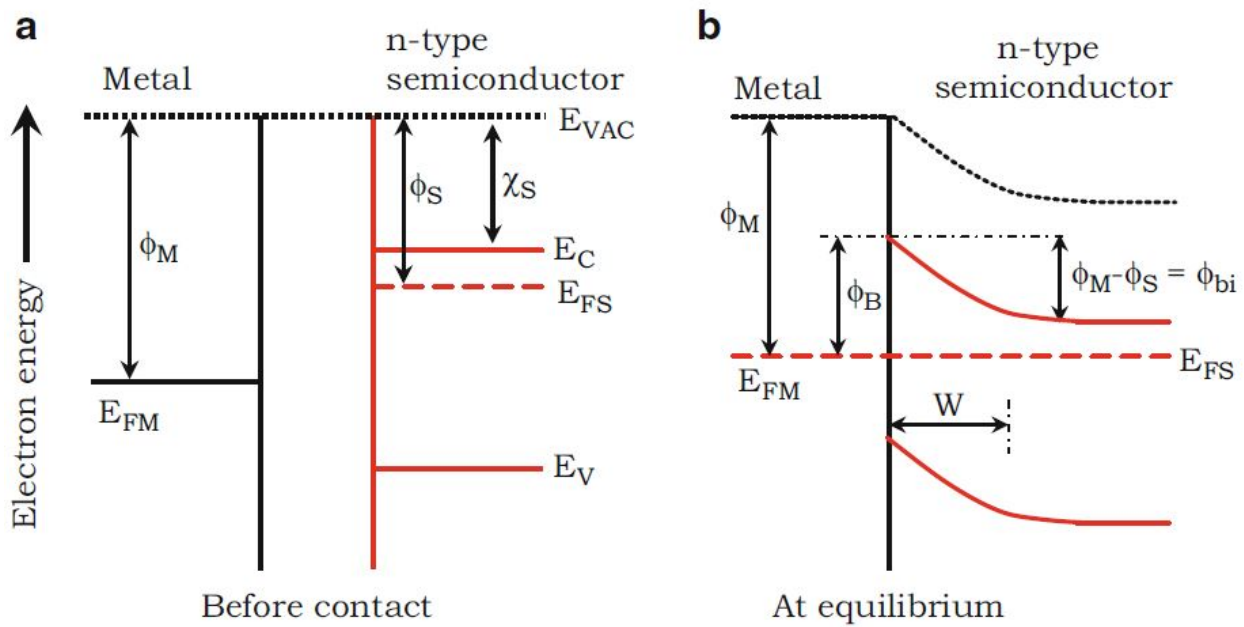 a
Metal
n-type
semiconductor
E_VAC
ϕ_M
ϕ_S
χ_S
E_C
E_FS
E_FM
E_V
Electron energy
Before contact
b
Metal
n-type
semiconductor
ϕ_M
ϕ_B
ϕ_M-ϕ_S = ϕ_bi
E_FM
E_FS
W
At equilibrium